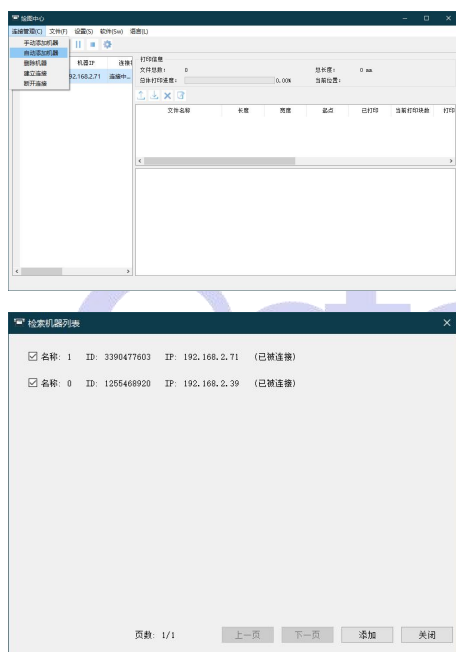 绘图中心
连接管理(C) 文件(F) 设置(S) 软件(Sw) 语言(L)
手动添加机器
自动添加机器
删除机器
建立连接
断开连接
机器IP 连接
92.168.2.71 连接中...
打印信息
文件总数: 0 总长度: 0 mm
总体打印进度: 0.00% 当前位置:
文件名称 长度 宽度 起点 已打印 当前打印块数 打印
检索机器列表
名称: 1 ID: 3390477603 IP: 192.168.2.71 (已被连接)
名称: 0 ID: 1255468920 IP: 192.168.2.39 (已被连接)
页数: 1/1 上一页 下一页 添加 关闭